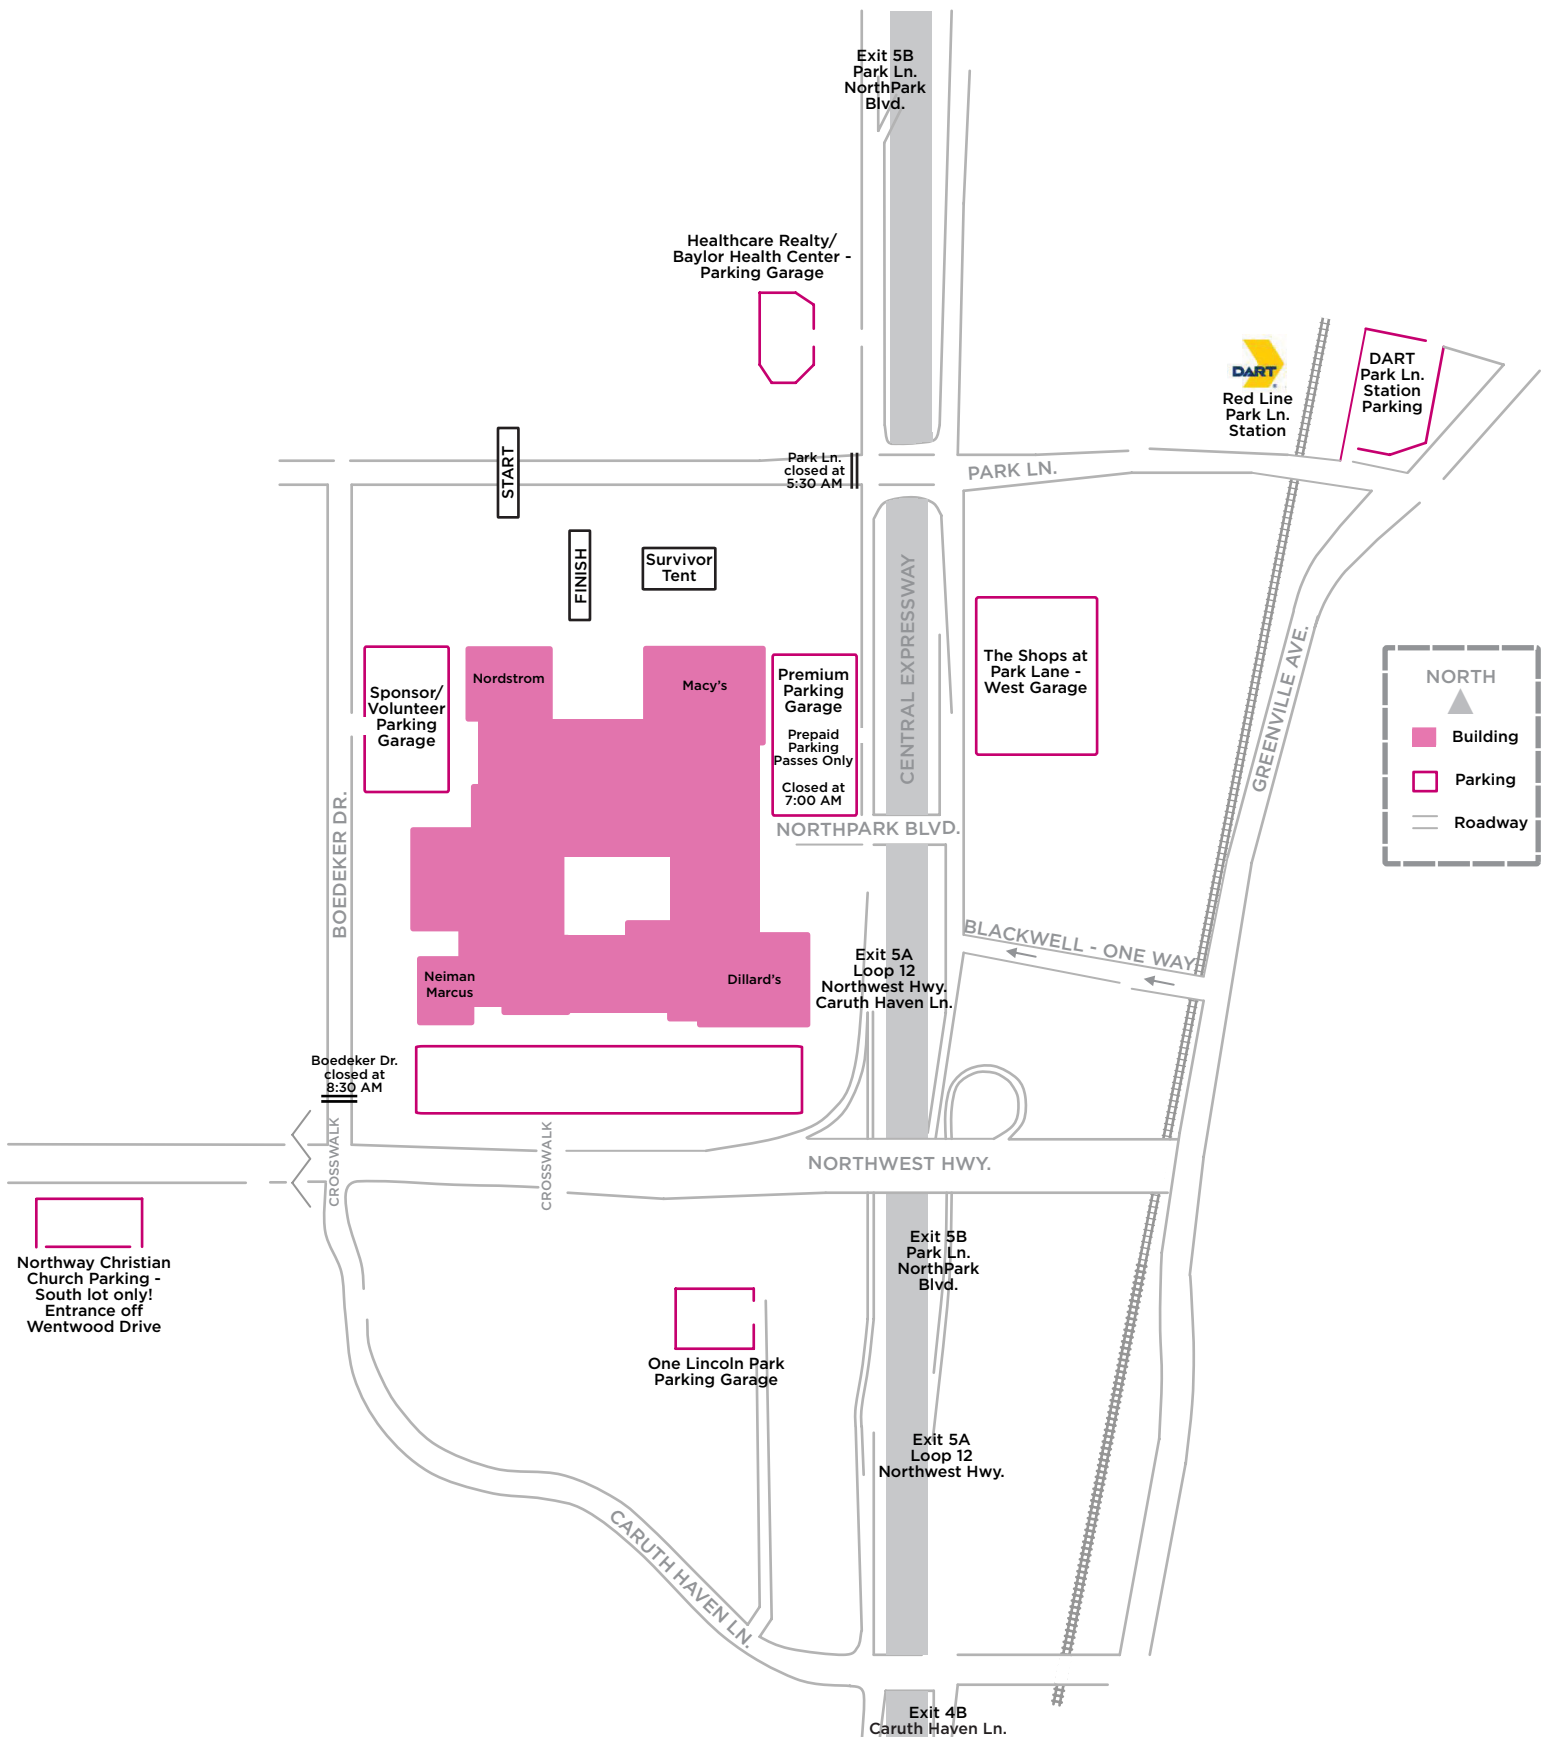 Exit 5B
Park Ln.
NorthPark
Blvd.
Healthcare Realty/
Baylor Health Center -
Parking Garage
DART
Red Line
Park Ln.
Station
DART
Park Ln.
Station
Parking
START
Park Ln.
closed at
5:30 AM
PARK LN.
FINISH
Survivor
Tent
CENTRAL EXPRESSWAY
Sponsor/
Volunteer
Parking
Garage
Nordstrom
Macy's
Premium
Parking
Garage
Prepaid
Parking
Passes Only
Closed at
7:00 AM
The Shops at
Park Lane -
West Garage
GREENVILLE AVE.
NORTH
Building
Parking
Roadway
NORTHPARK BLVD.
BOEDEKER DR.
BLACKWELL - ONE WAY
Neiman
Marcus
Dillard's
Exit 5A
Loop 12
Northwest Hwy.
Caruth Haven Ln.
Boedeker Dr.
closed at
8:30 AM
CROSSWALK
CROSSWALK
NORTHWEST HWY.
Northway Christian
Church Parking -
South lot only!
Entrance off
Wentwood Drive
Exit 5B
Park Ln.
NorthPark
Blvd.
One Lincoln Park
Parking Garage
Exit 5A
Loop 12
Northwest Hwy.
CARUTH HAVEN LN.
Exit 4B
Caruth Haven Ln.